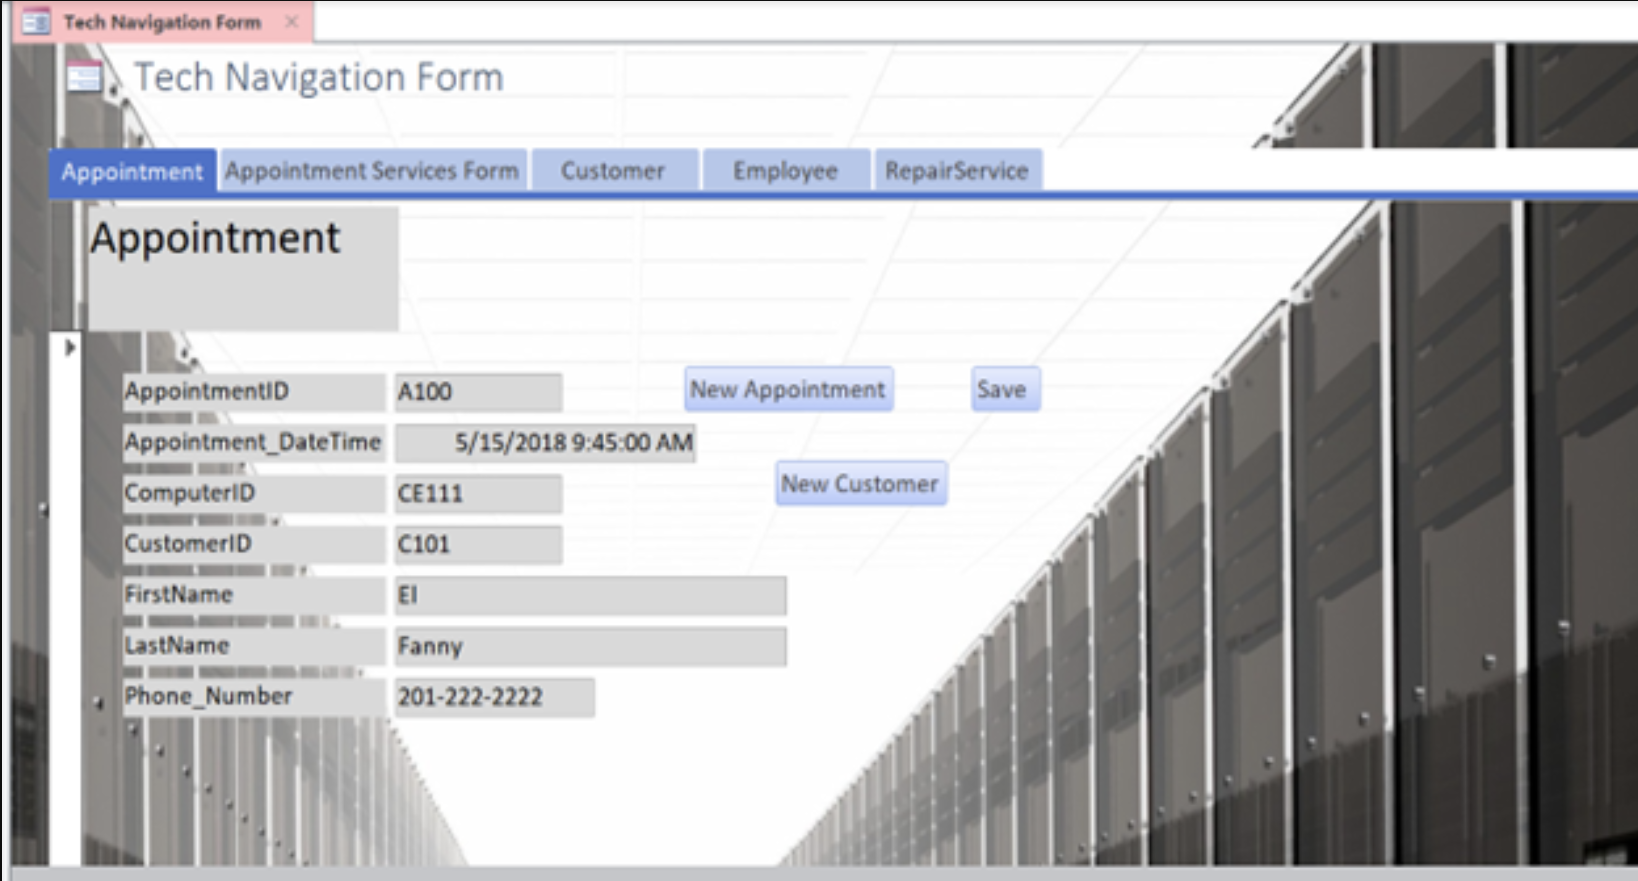 Tech Navigation Form
Tech Navigation Form
Appointment Appointment Services Form Customer Employee RepairService
Appointment
AppointmentID A100 New Appointment Save
Appointment_DateTime 5/15/2018 9:45:00 AM
ComputerID CE111 New Customer
CustomerID C101
FirstName El
LastName Fanny
Phone_Number 201-222-2222